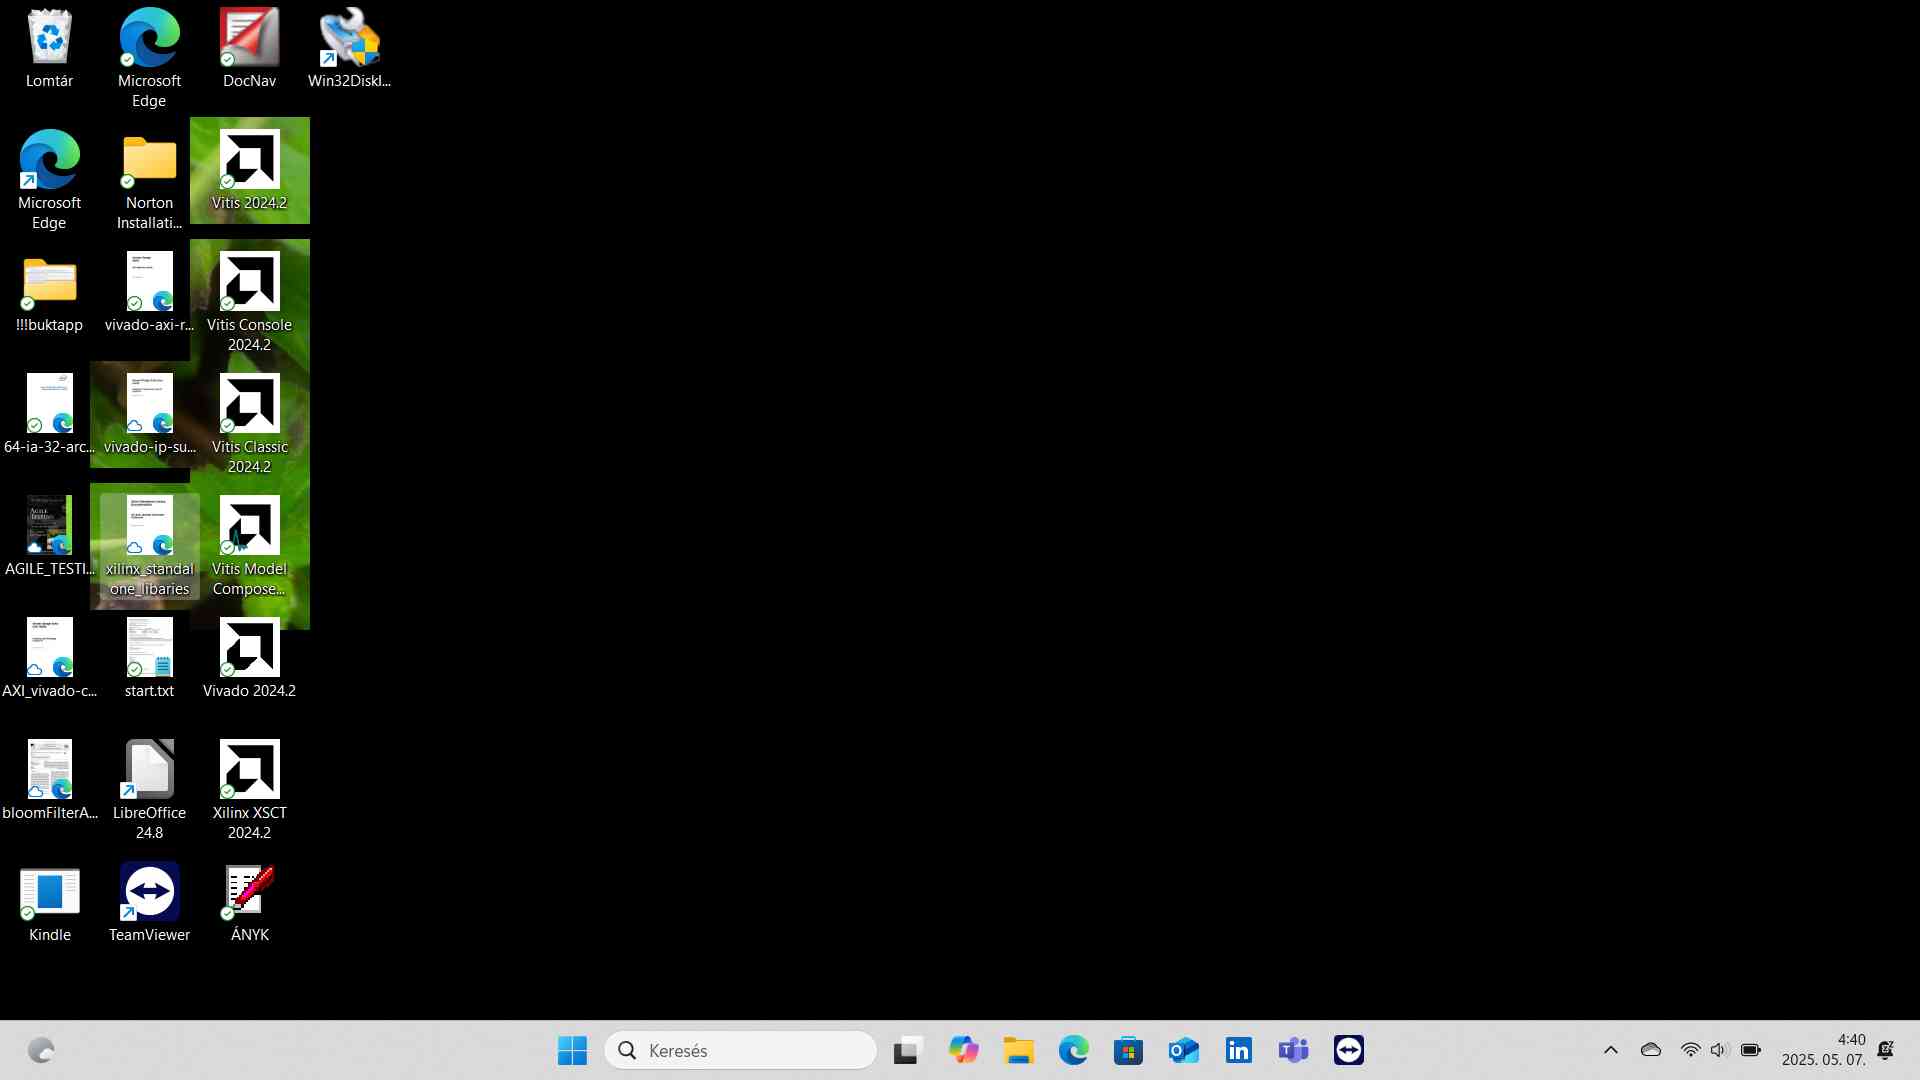 Lomtár
Microsoft
Edge
DocNav
Win32DiskI...
Microsoft
Edge
Norton
Installati...
Vitis 2024.2
!!!buktapp
vivado-axi-r...
Vitis Console
2024.2
64-ia-32-arc...
vivado-ip-su...
Vitis Classic
2024.2
AGILE_TESTI...
xilinx_standal
one_libaries
Vitis Model
Compose...
AXI_vivado-c...
start.txt
Vivado 2024.2
bloomFilterA...
LibreOffice
24.8
Xilinx XSCT
2024.2
Kindle
TeamViewer
ÁNYK
Keresés
4:40
2025. 05. 07.